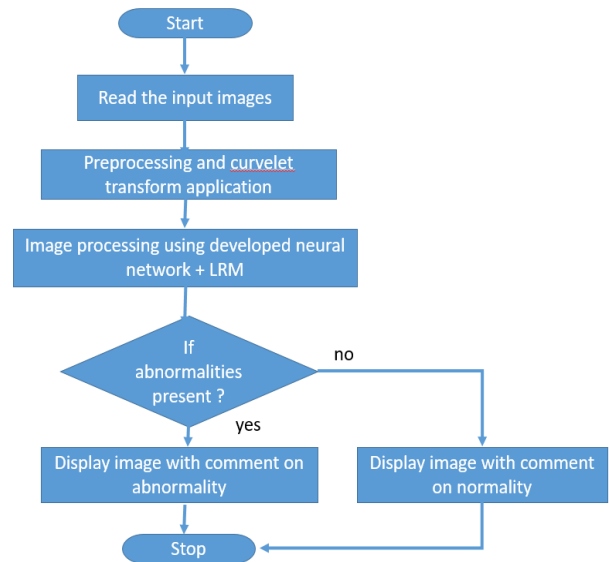 Start
Read the input images
Preprocessing and curvelet
transform application
Image processing using developed neural
network + LRM
If
abnormalities
present ?
no
yes
Display image with comment on
abnormality
Display image with comment
on normality
Stop